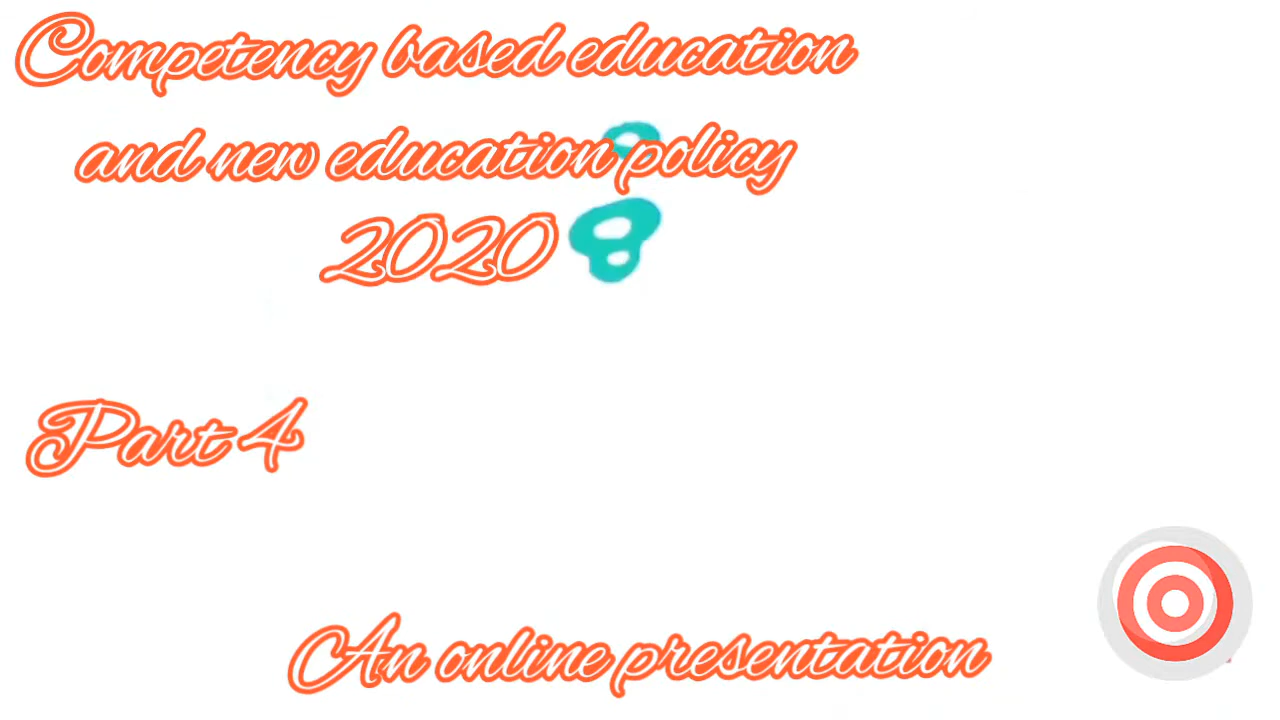 Competency based education
and new education policy
2020
Part 4
An online presentation